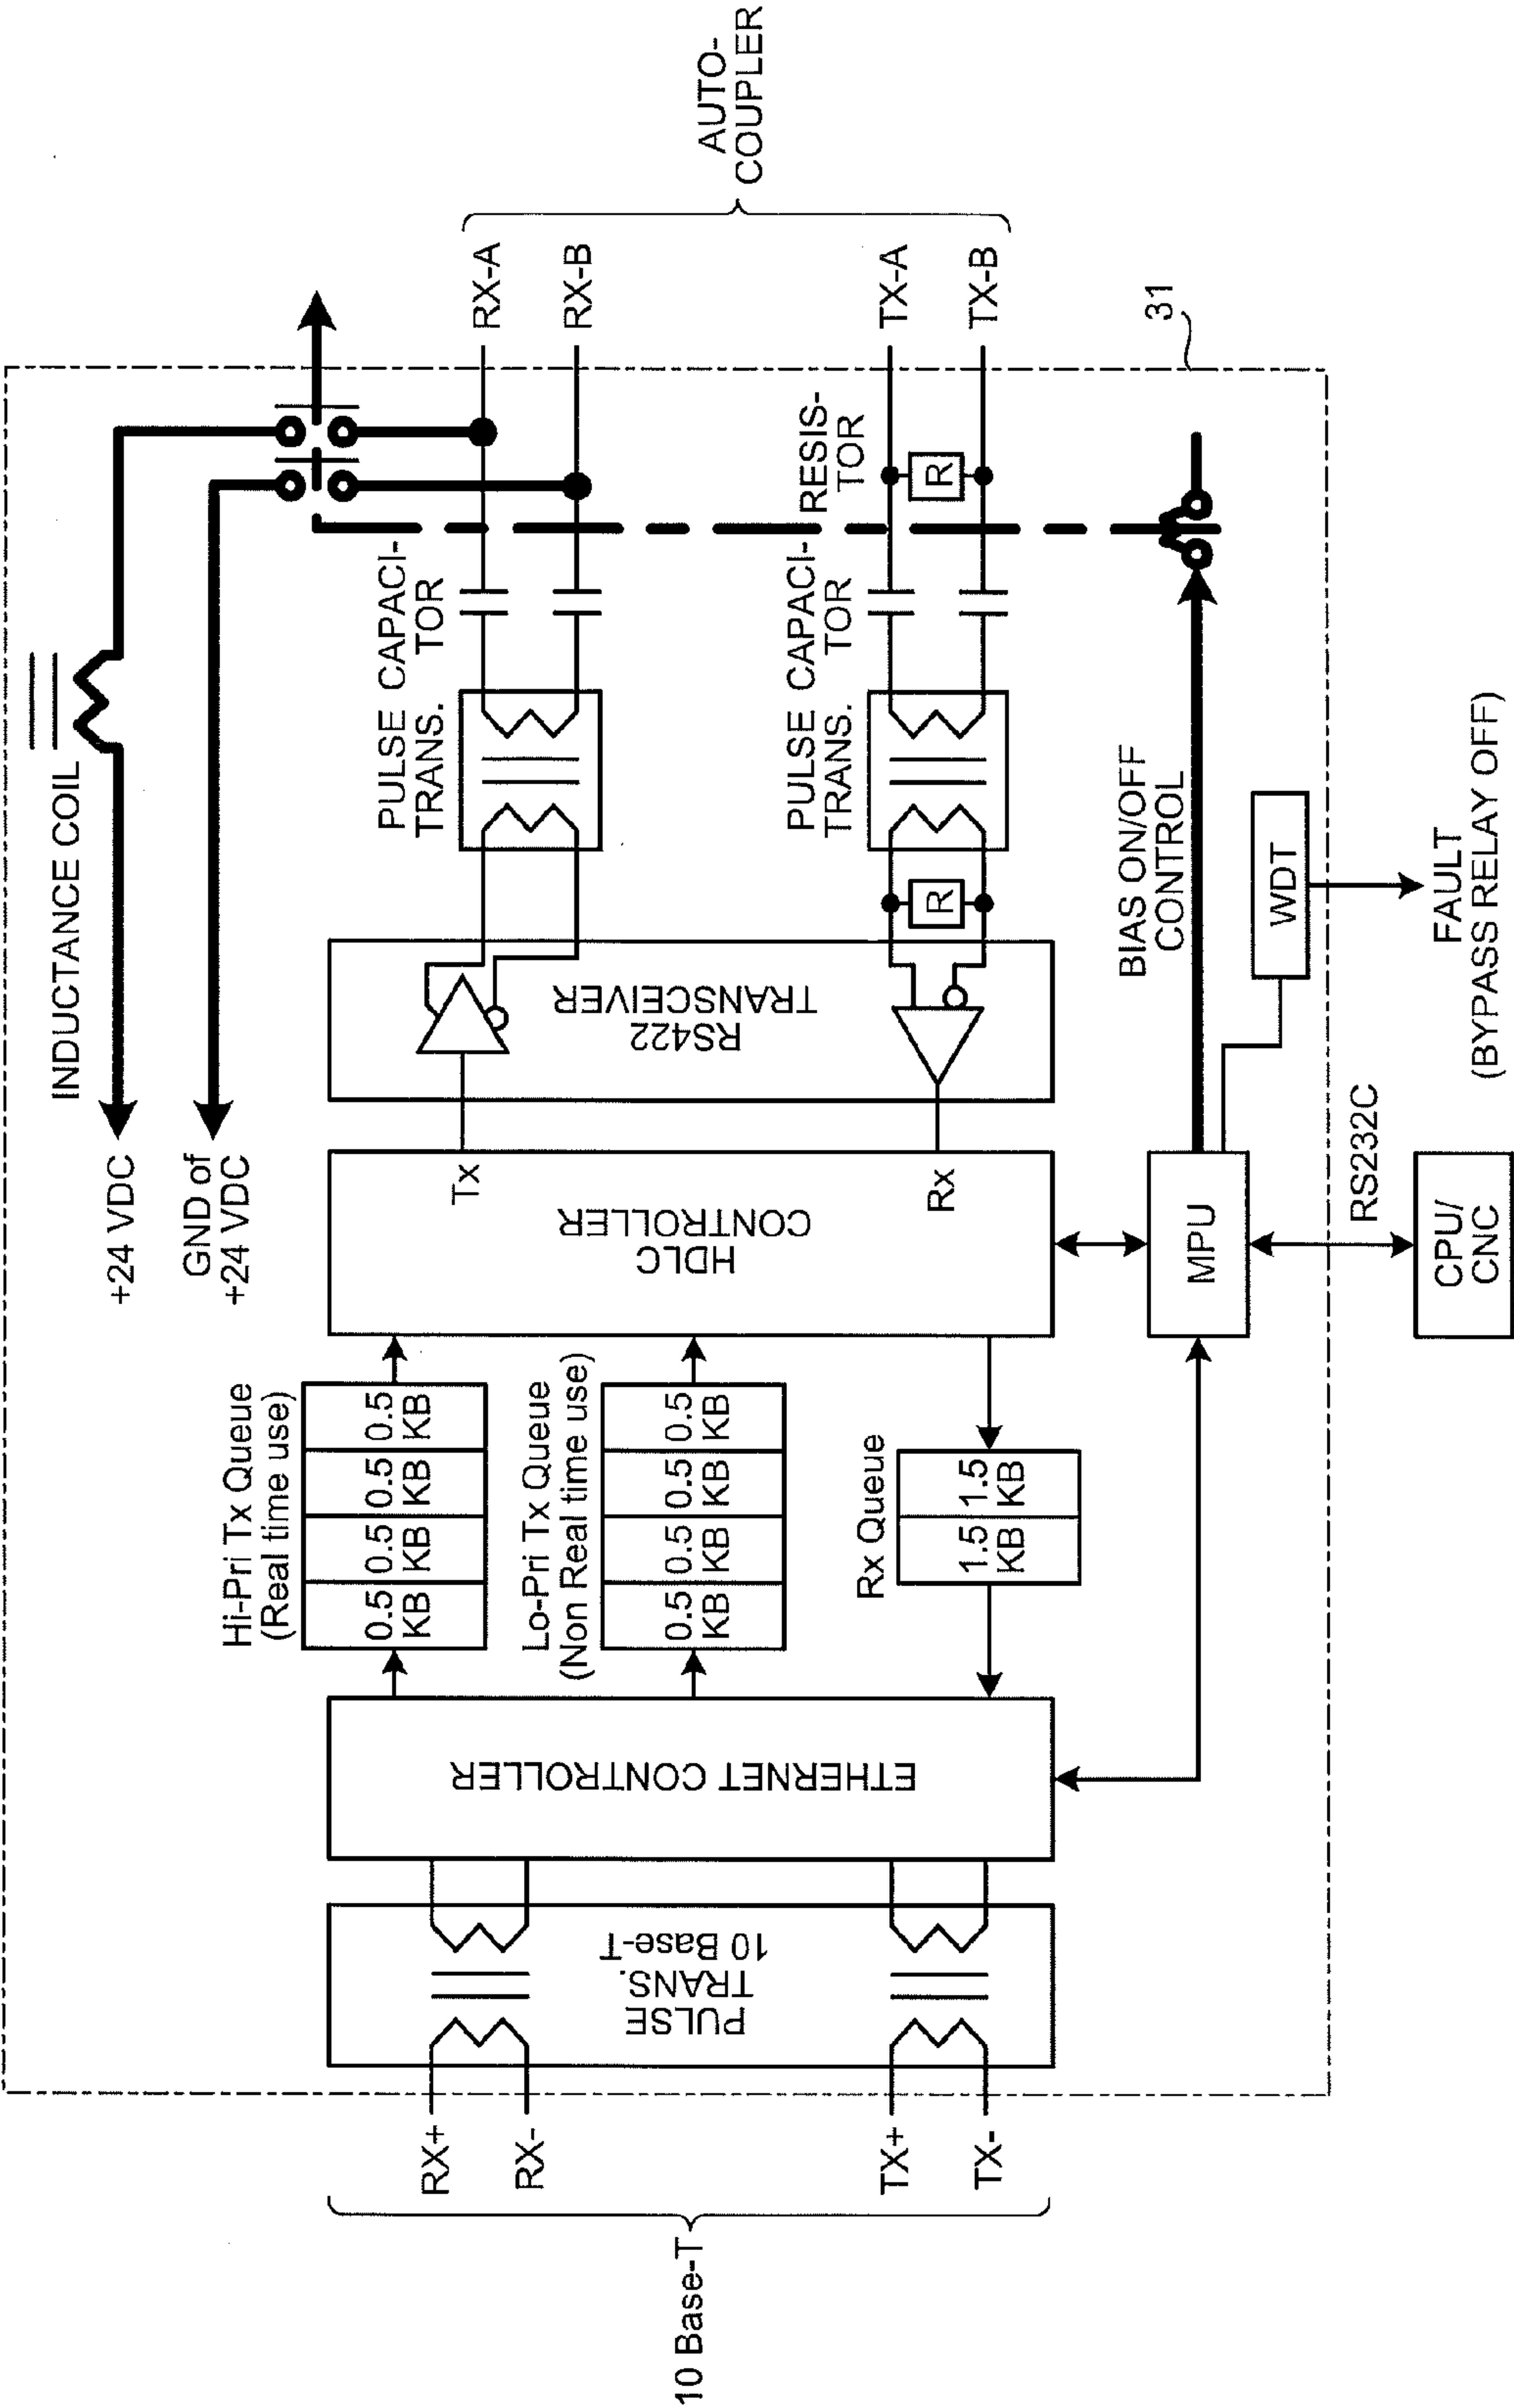 INDUCTANCE COIL
+24 VDC
GND of
+24 VDC
Hi-Pri Tx Queue
(Real time use)
0.5 KB
0.5 KB
0.5 KB
0.5 KB
Lo-Pri Tx Queue
(Non Real time use)
0.5 KB
0.5 KB
0.5 KB
0.5 KB
Rx Queue
1.5 KB
1.5 KB
10 Base-T
RX+
RX-
TX+
TX-
PULSE
TRANS.
10 Base-T
ETHERNET CONTROLLER
HDLC
CONTROLLER
Tx
Rx
RS422
TRANSCEIVER
R
PULSE
TRANS.
CAPACI-
TOR
PULSE
TRANS.
CAPACI-
TOR
RESIS-
TOR
R
RX-A
RX-B
TX-A
TX-B
AUTO-
COUPLER
31
MPU
BIAS ON/OFF
CONTROL
WDT
RS232C
CPU/
CNC
FAULT
(BYPASS RELAY OFF)